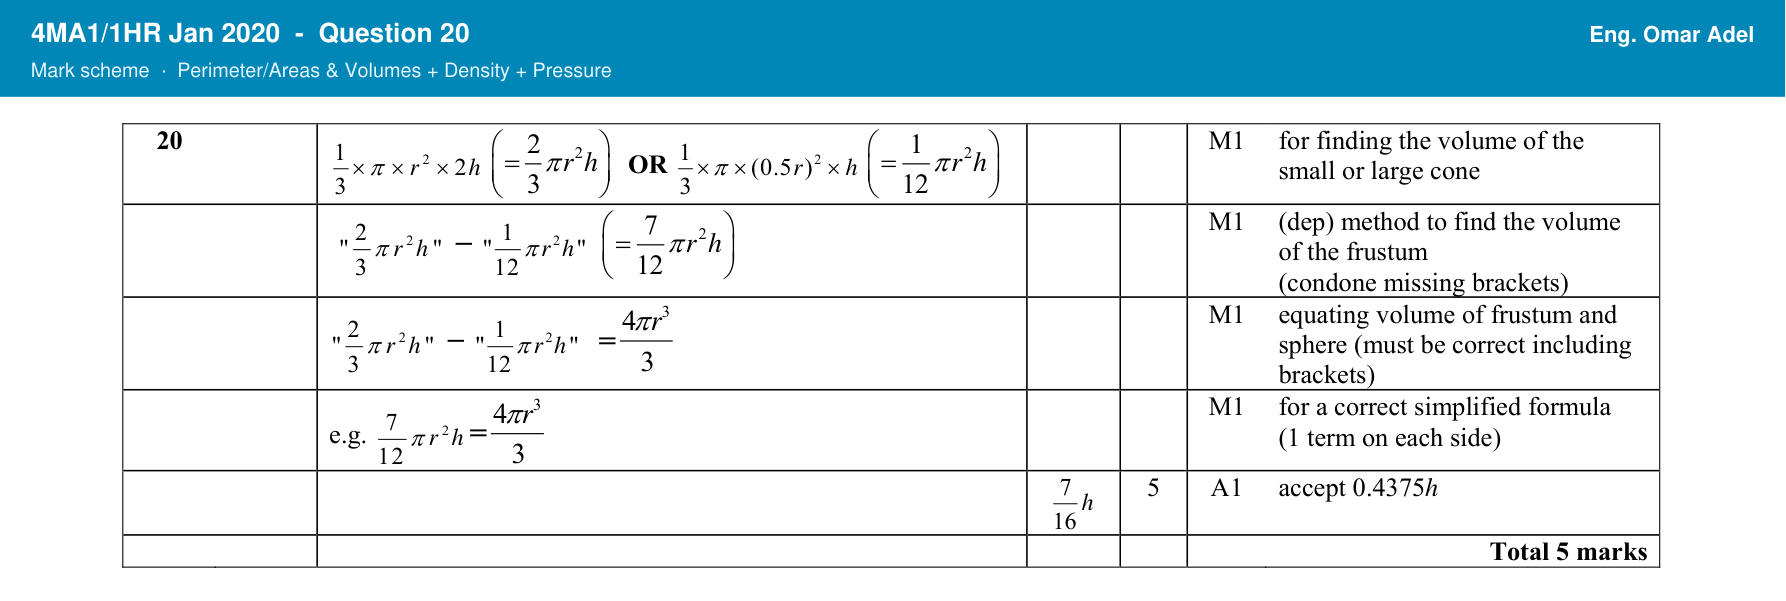 4MA1/1HR Jan 2020 - Question 20
Eng. Omar Adel
Mark scheme · Perimeter/Areas & Volumes + Density + Pressure
20 1/3 × π × r² × 2h (= 2/3 πr²h) OR 1/3 × π × (0.5r)² × h (= 1/12 πr²h) M1 for finding the volume of the
small or large cone
"2/3 πr²h" − "1/12 πr²h" (= 7/12 πr²h) M1 (dep) method to find the volume
of the frustum
(condone missing brackets)
"2/3 πr²h" − "1/12 πr²h" = 4πr³/3 M1 equating volume of frustum and
sphere (must be correct including
brackets)
e.g. 7/12 πr²h = 4πr³/3 M1 for a correct simplified formula
(1 term on each side)
7/16 h 5 A1 accept 0.4375h
Total 5 marks